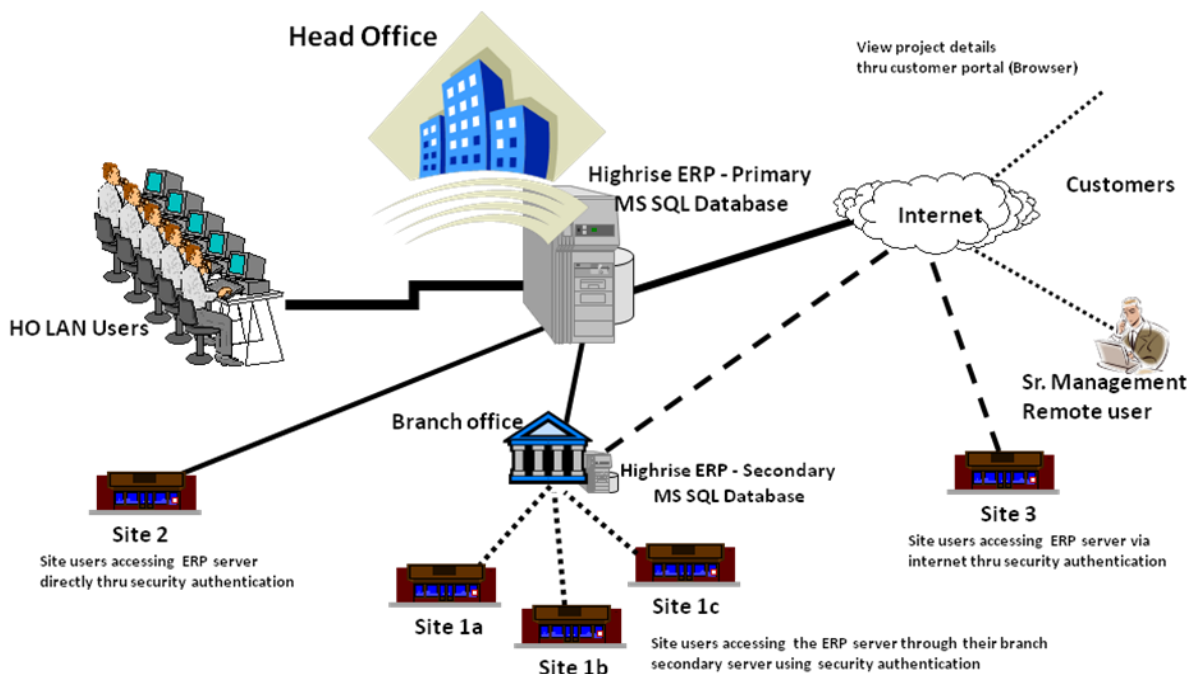 Head Office
View project details
thru customer portal (Browser)
Highrise ERP - Primary
MS SQL Database
Customers
Internet
HO LAN Users
Sr. Management
Remote user
Branch office
Highrise ERP - Secondary
MS SQL Database
Site 2
Site users accessing ERP server
directly thru security authentication
Site 3
Site users accessing ERP server via
internet thru security authentication
Site 1a
Site 1b
Site 1c
Site users accessing the ERP server through their branch
secondary server using security authentication